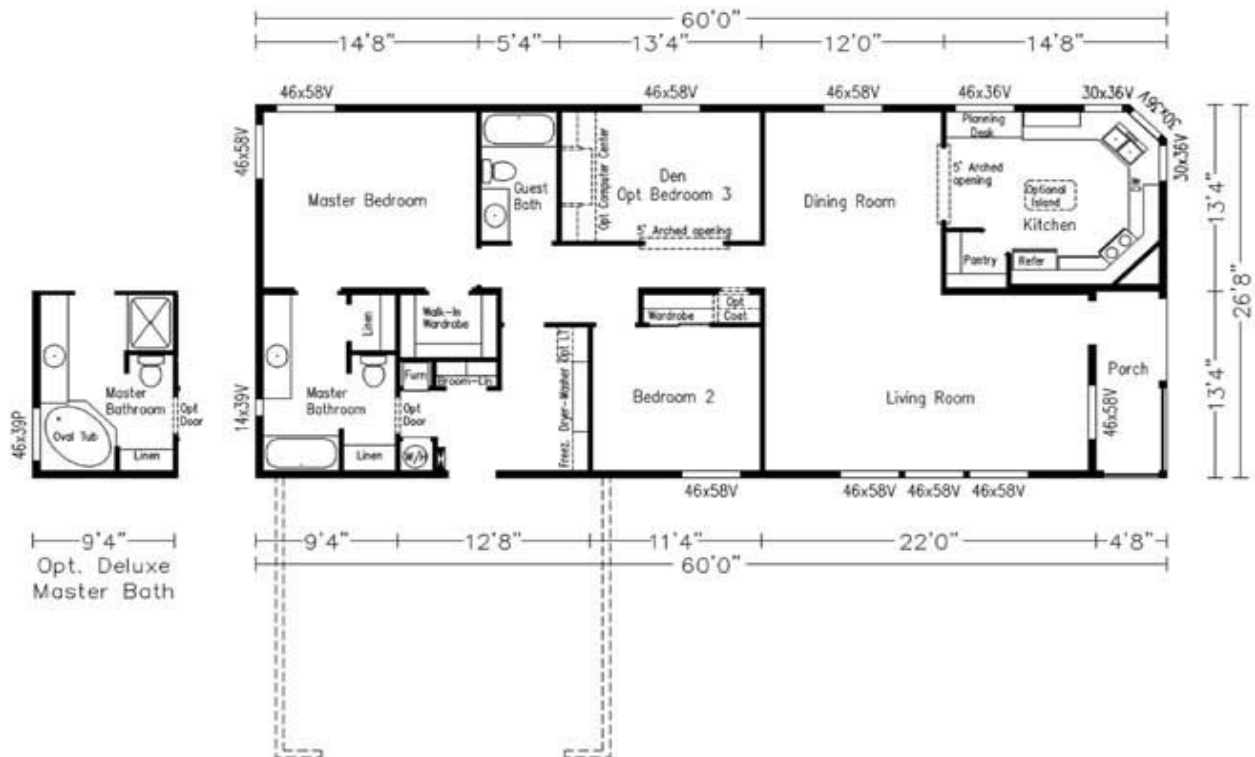 60'0"
14'8" 5'4" 13'4" 12'0" 14'8"
46x58V 46x58V 46x58V 46x36V 30x36V
30x36V
30x36V
46x58V
Planning
Desk
5' Arched
opening
Optional
Island
Kitchen
DW
Pantry
Refer
Dining Room
Den
Opt Bedroom 3
Opt Computer Center
5' Arched opening
Guest
Bath
Master Bedroom
13'4"
26'8"
13'4"
Linen
Walk-In
Wardrobe
Wardrobe
Opt
Coat
Furn
Broom-Lin
Master
Bathroom
Opt
Door
Linen
W/H
14x39V
Freez. Dryer-Washer Opt LT
Bedroom 2
Living Room
Porch
46x58V
46x58V 46x58V 46x58V 46x58V
Master
Bathroom
Opt
Door
Oval Tub
Linen
46x39P
9'4"
Opt. Deluxe
Master Bath
9'4" 12'8" 11'4" 22'0" 4'8"
60'0"